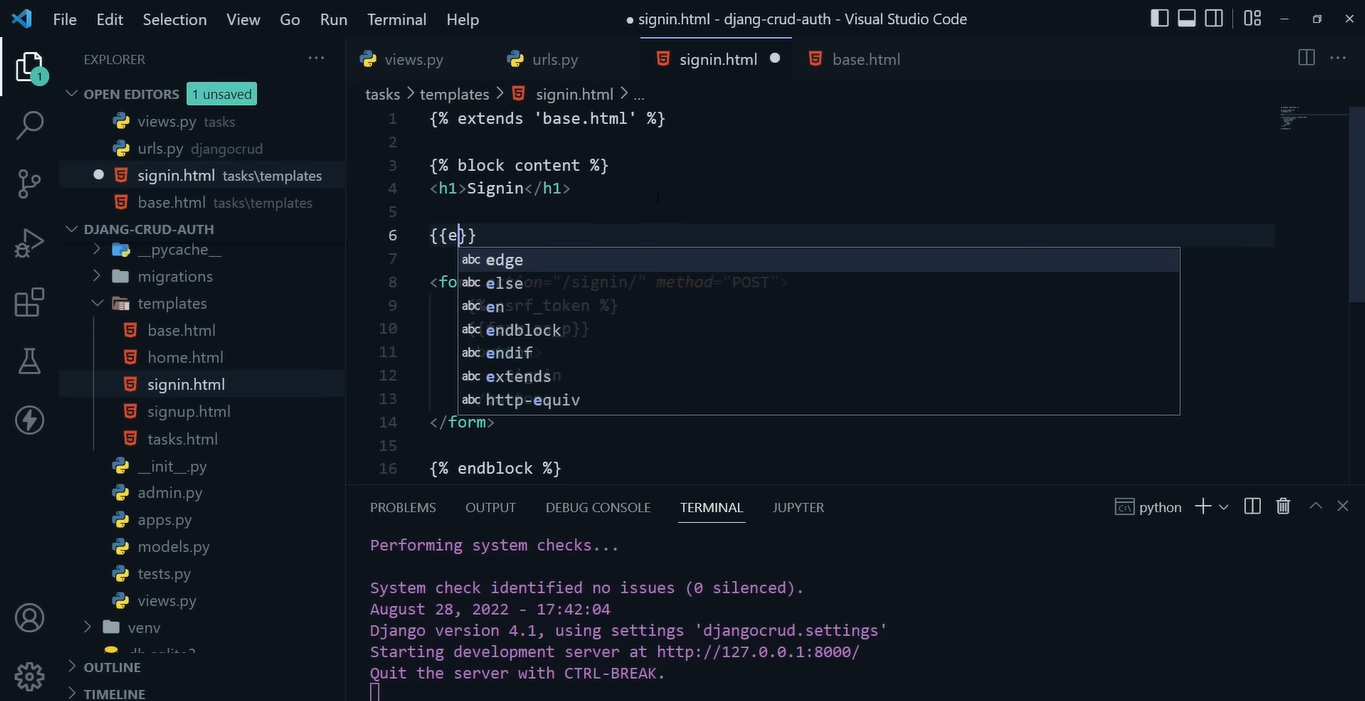 File Edit Selection View Go Run Terminal Help
● signin.html - djang-crud-auth - Visual Studio Code
EXPLORER
1
OPEN EDITORS 1 unsaved
views.py tasks
urls.py djangocrud
signin.html tasks\templates
base.html tasks\templates
DJANG-CRUD-AUTH
__pycache__
migrations
templates
base.html
home.html
signin.html
signup.html
tasks.html
__init__.py
admin.py
apps.py
models.py
tests.py
views.py
venv
OUTLINE
TIMELINE
views.py urls.py signin.html base.html
tasks > templates > signin.html > ...
1 {% extends 'base.html' %}
2
3 {% block content %}
4 <h1>Signin</h1>
5
6 {{e}}
7
abc edge
8 <fo
abc else
="/signin/" method="POST">
9
abc en
srf_token %}
10
abc endblock
p}}
11
abc endif
12
abc extends
13
abc http-equiv
14 </form>
15
16 {% endblock %}
PROBLEMS OUTPUT DEBUG CONSOLE TERMINAL JUPYTER
python
Performing system checks...
System check identified no issues (0 silenced).
August 28, 2022 - 17:42:04
Django version 4.1, using settings 'djangocrud.settings'
Starting development server at http://127.0.0.1:8000/
Quit the server with CTRL-BREAK.